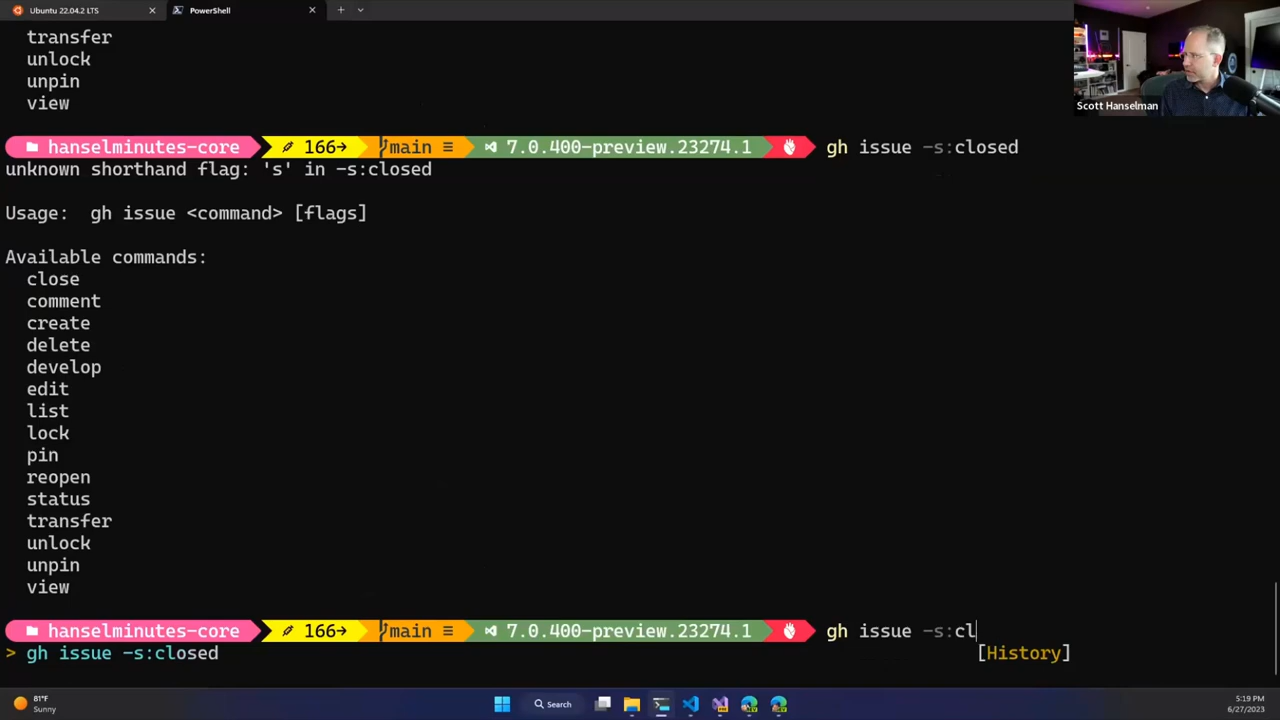 Ubuntu 22.04.2 LTS
PowerShell
transfer
unlock
unpin
view
Scott Hanselman
hanselminutes-core 166→ main ≡ 7.0.400-preview.23274.1 gh issue -s:closed
unknown shorthand flag: 's' in -s:closed
Usage:  gh issue <command> [flags]
Available commands:
close
comment
create
delete
develop
edit
list
lock
pin
reopen
status
transfer
unlock
unpin
view
hanselminutes-core 166→ main ≡ 7.0.400-preview.23274.1 gh issue -s:cl
> gh issue -s:closed [History]
81°F
Sunny
Search
5:19 PM
6/27/2023